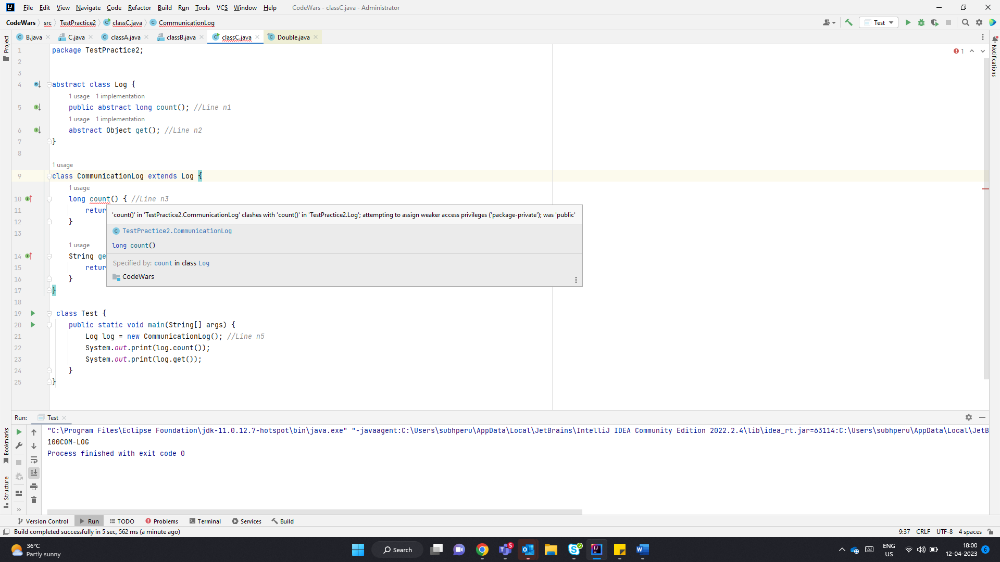 File Edit View Navigate Code Refactor Build Run Tools VCS Window Help CodeWars - classC.java - Administrator
CodeWars src TestPractice2 classC.java CommunicationLog Test
B.java C.java classA.java classB.java classC.java Double.java
Project
Notifications
1 package TestPractice2; 1
2
3
4 abstract class Log {
1 usage 1 implementation
5 public abstract long count(); //Line n1
1 usage 1 implementation
6 abstract Object get(); //Line n2
7 }
8
1 usage
9 class CommunicationLog extends Log {
1 usage
10 long count() { //Line n3
11 retur
'count()' in 'TestPractice2.CommunicationLog' clashes with 'count()' in 'TestPractice2.Log'; attempting to assign weaker access privileges ('package-private'); was 'public'
12 }
TestPractice2.CommunicationLog
13
long count()
1 usage
14 String ge
Specified by: count in class Log
15 retur
16 }
CodeWars
17 }
18
19 class Test {
20 public static void main(String[] args) {
21 Log log = new CommunicationLog(); //Line n5
22 System.out.print(log.count());
23 System.out.print(log.get());
24 }
25 }
Run: Test
"C:\Program Files\Eclipse Foundation\jdk-11.0.12.7-hotspot\bin\java.exe" "-javaagent:C:\Users\subhperu\AppData\Local\JetBrains\IntelliJ IDEA Community Edition 2022.2.4\lib\idea_rt.jar=63114:C:\Users\subhperu\AppData\Local\JetB
100COM-LOG
Process finished with exit code 0
Bookmarks
Structure
Version Control Run TODO Problems Terminal Services Build
Build completed successfully in 5 sec, 562 ms (a minute ago) 9:37 CRLF UTF-8 4 spaces
36°C
Partly sunny
Search
5
ENG
US
18:00
12-04-2023
6